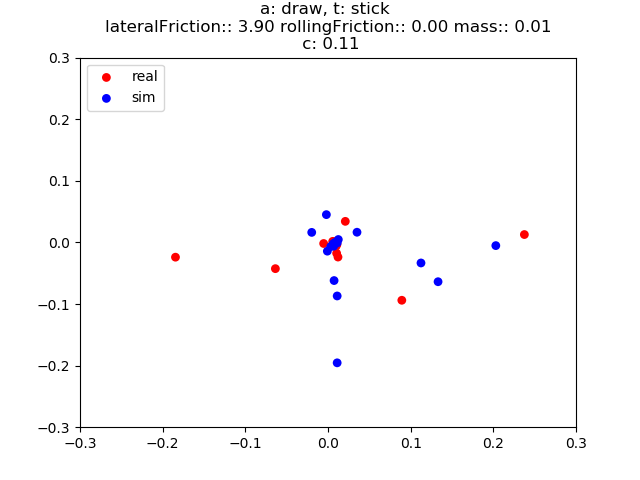 a: draw, t: stick
lateralFriction:: 3.90 rollingFriction:: 0.00 mass:: 0.01
c: 0.11
real
sim
0.3
0.2
0.1
0.0
−0.1
−0.2
−0.3
−0.3 −0.2 −0.1 0.0 0.1 0.2 0.3